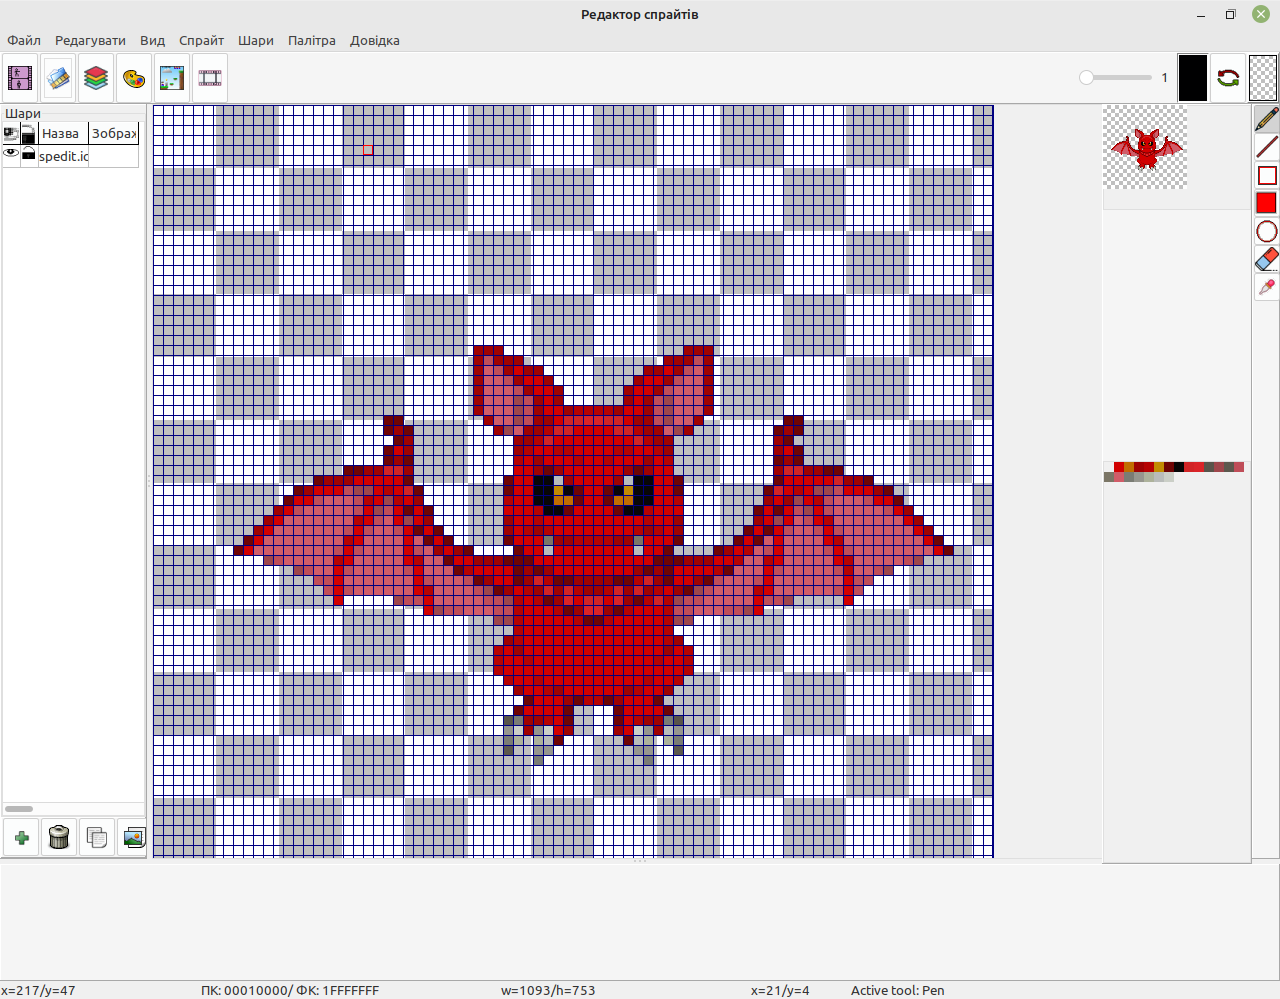 Редактор спрайтів
Файл Редагувати Вид Спрайт Шари Палітра Довідка
1
Шари
Назва Зображ
spedit.ic
x=217/y=47 ПК: 00010000/ ФК: 1FFFFFFF w=1093/h=753 x=21/y=4 Active tool: Pen